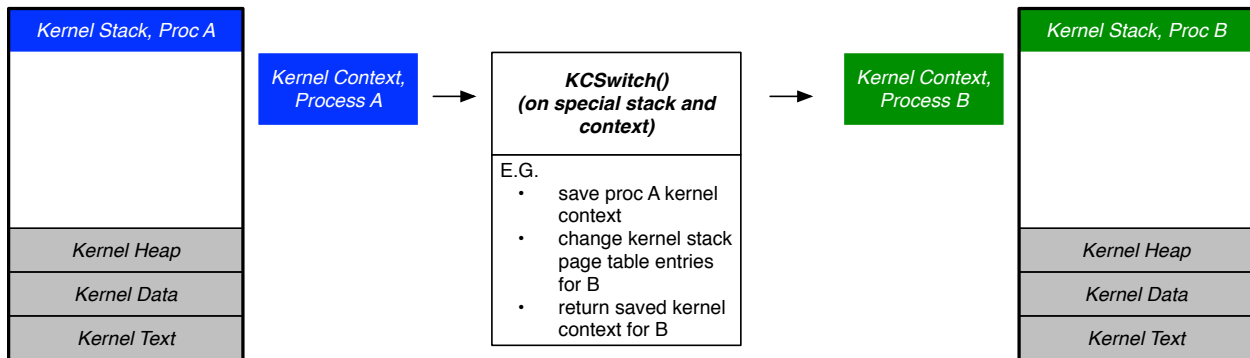 Kernel Stack, Proc A
Kernel Context,
Process A
KCSwitch()
(on special stack and
context)
E.G.
• save proc A kernel
context
• change kernel stack
page table entries
for B
• return saved kernel
context for B
Kernel Context,
Process B
Kernel Stack, Proc B
Kernel Heap
Kernel Data
Kernel Text
Kernel Heap
Kernel Data
Kernel Text